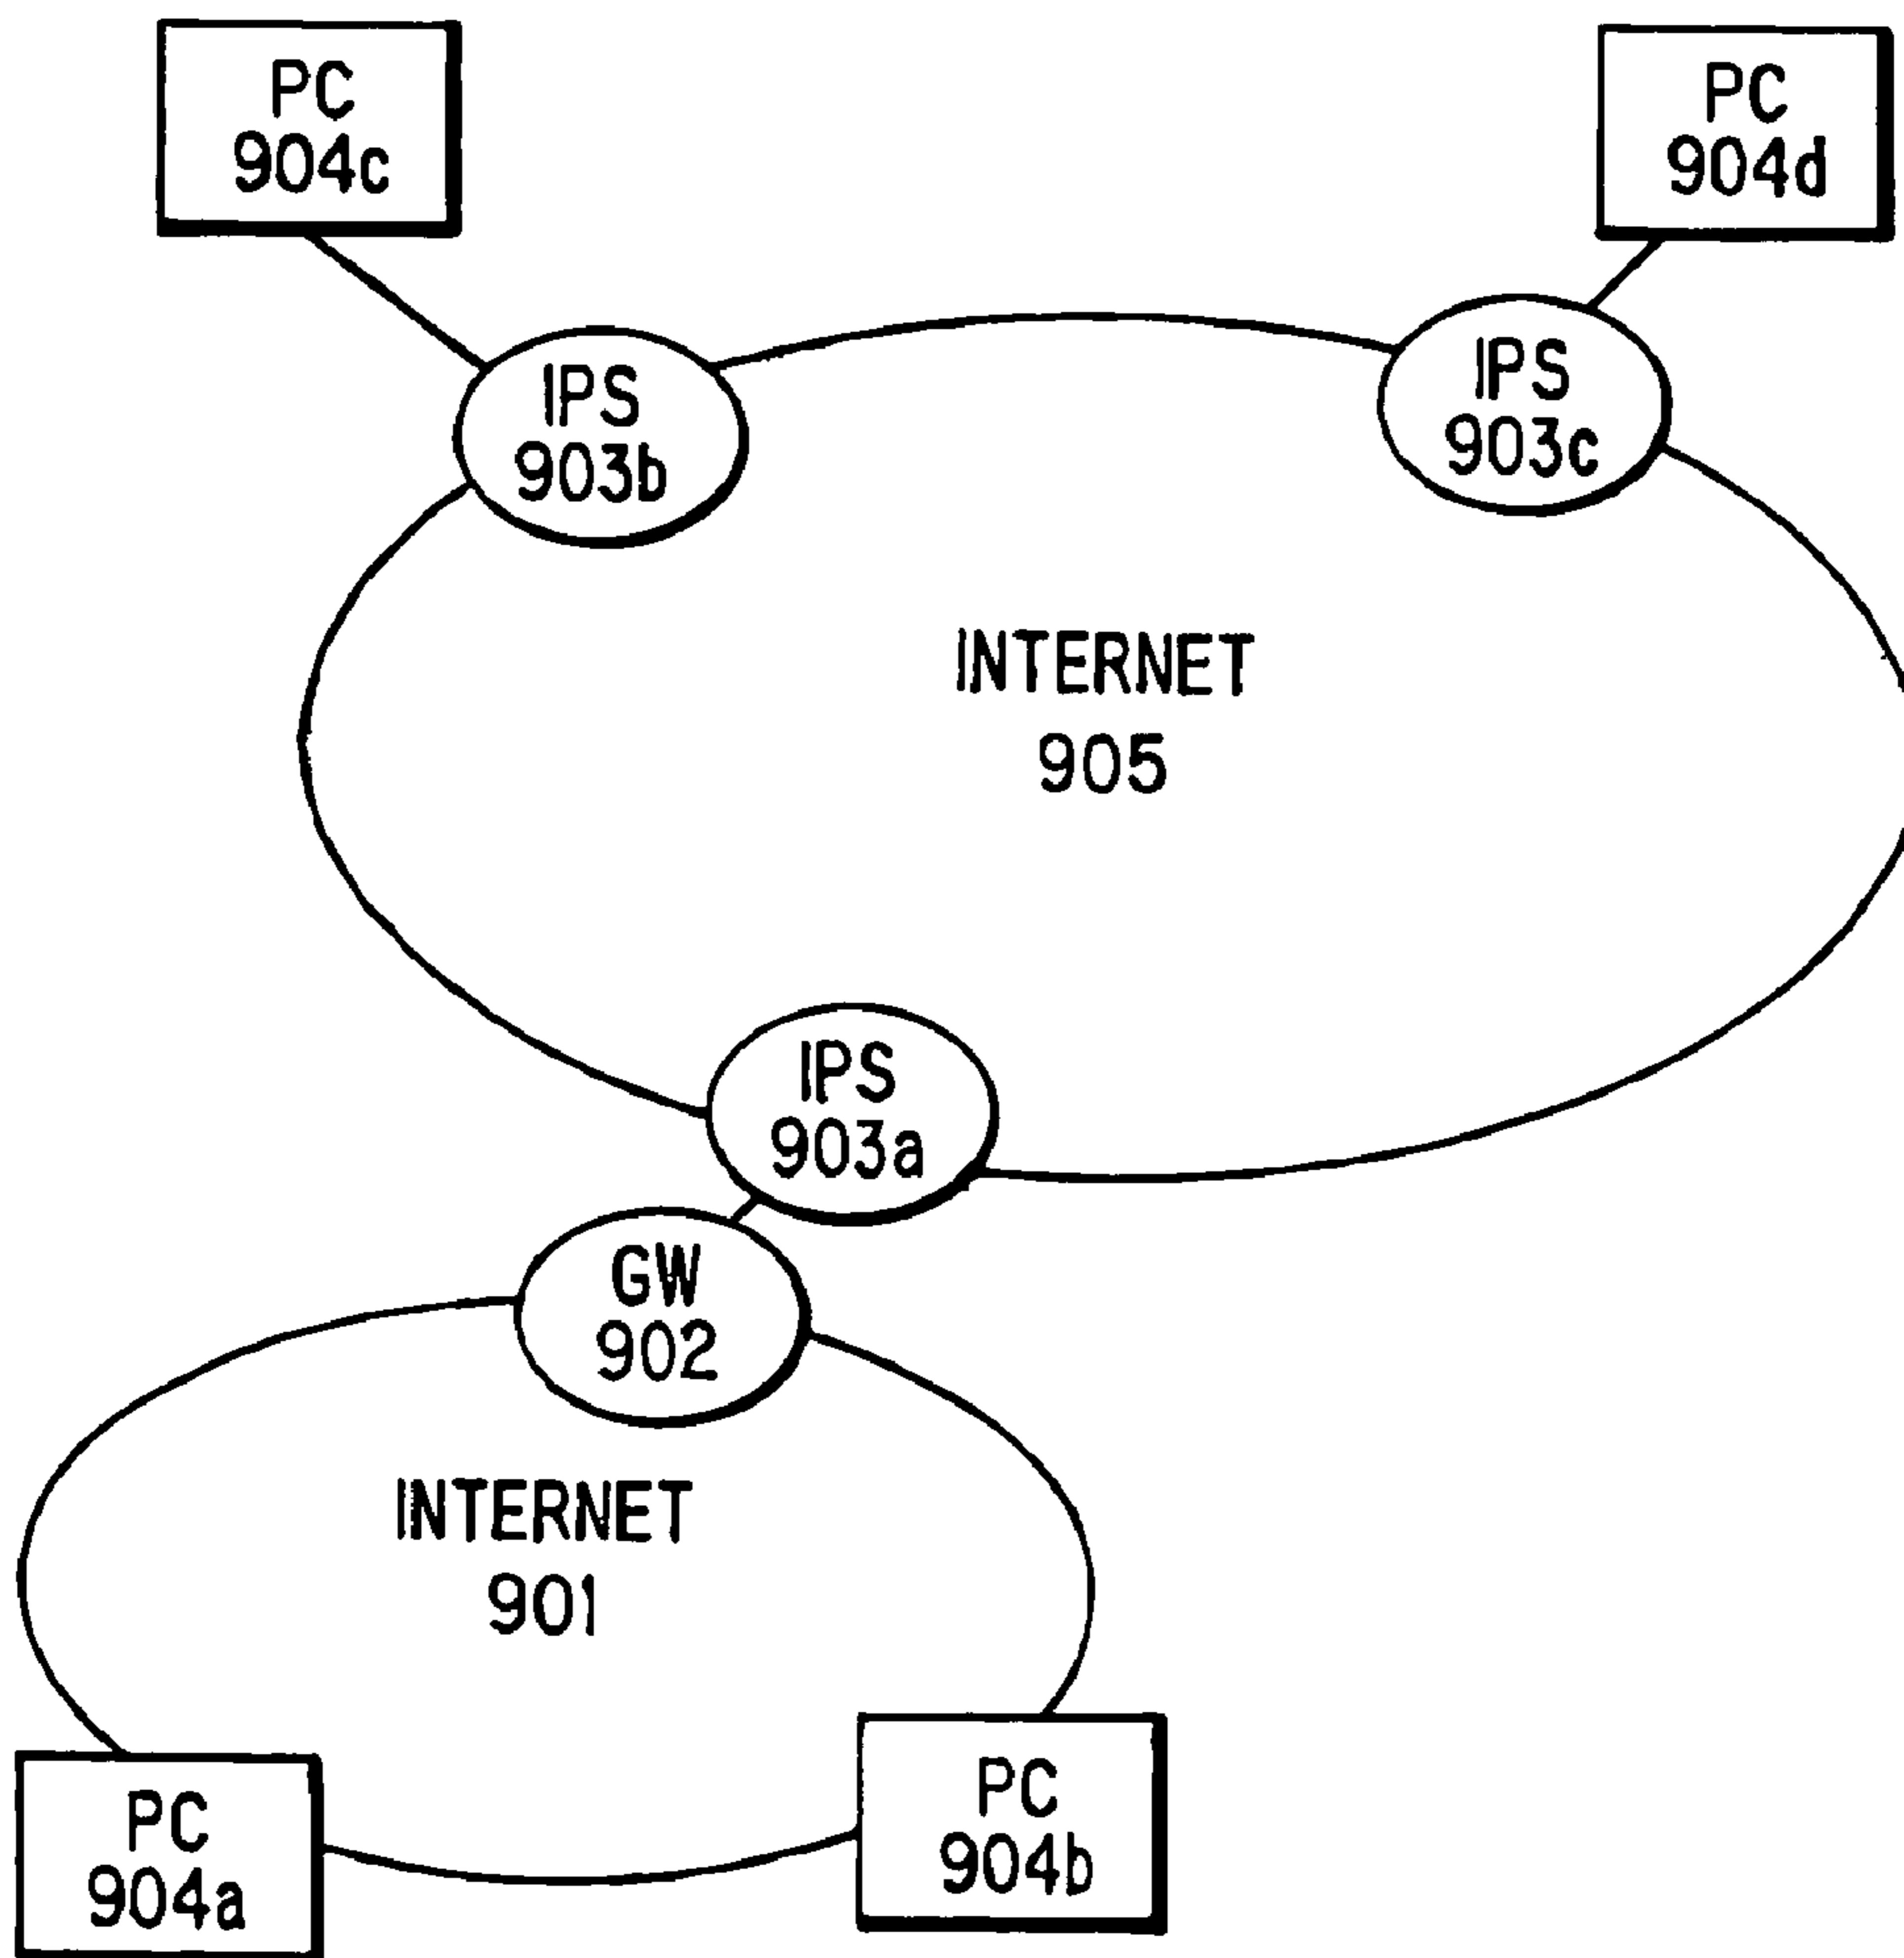 PC
904c
PC
904d
IPS
903b
IPS
903c
INTERNET
905
IPS
903a
GW
902
INTERNET
901
PC
904a
PC
904b